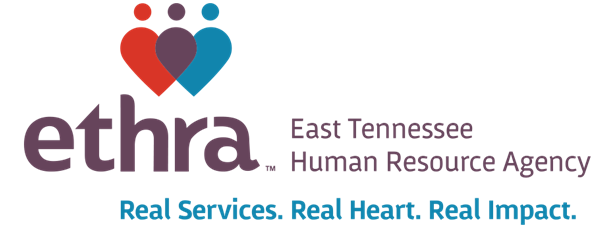 ethra™
East Tennessee
Human Resource Agency
Real Services. Real Heart. Real Impact.